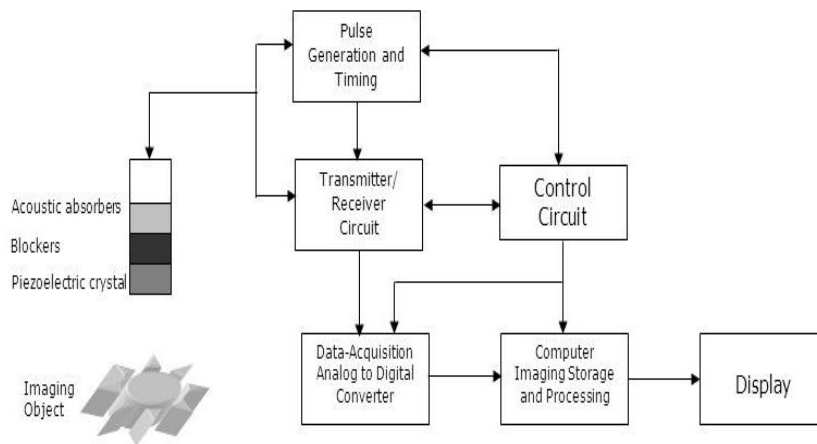 Pulse
Generation and
Timing
Transmitter/
Receiver
Circuit
Control
Circuit
Acoustic absorbers
Blockers
Piezoelectric crystal
Data-Acquisition
Analog to Digital
Converter
Computer
Imaging Storage
and Processing
Display
Imaging
Object